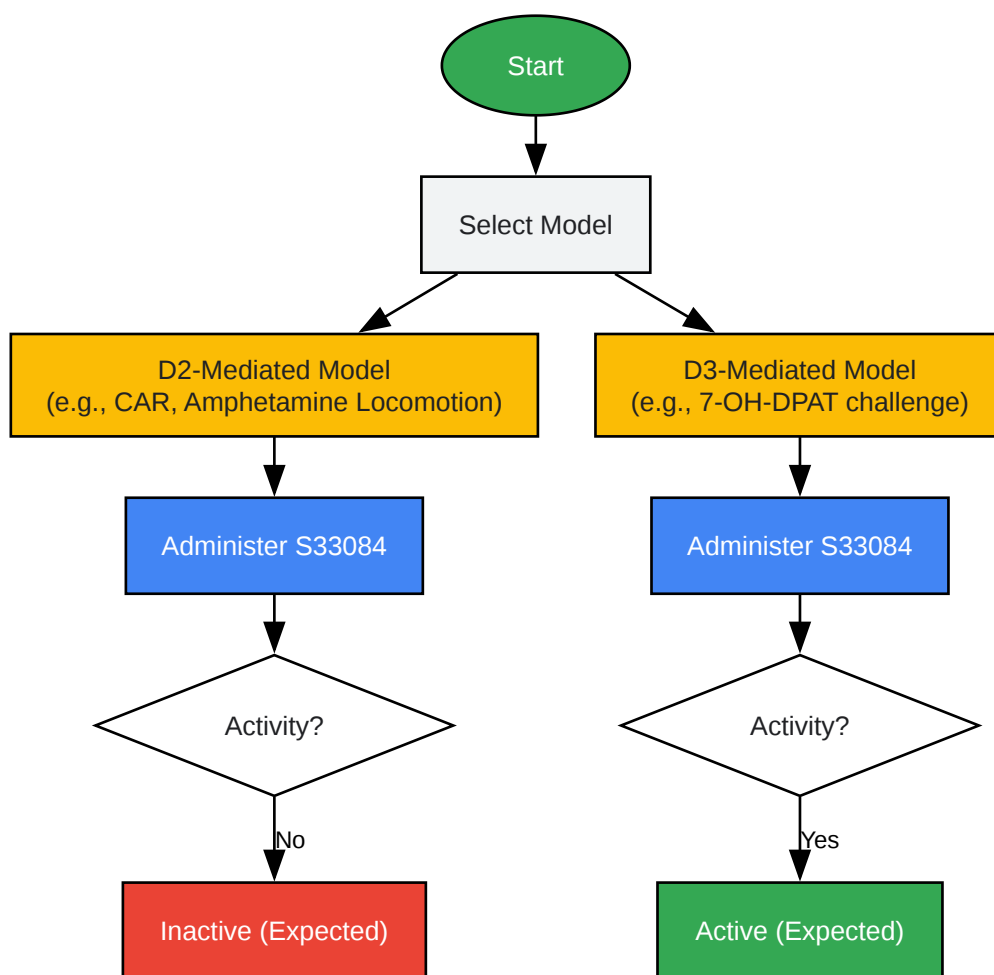 Start
Select Model
D2-Mediated Model
(e.g., CAR, Amphetamine Locomotion)
D3-Mediated Model
(e.g., 7-OH-DPAT challenge)
Administer S33084
Administer S33084
Activity?
Activity?
No
Yes
Inactive (Expected)
Active (Expected)